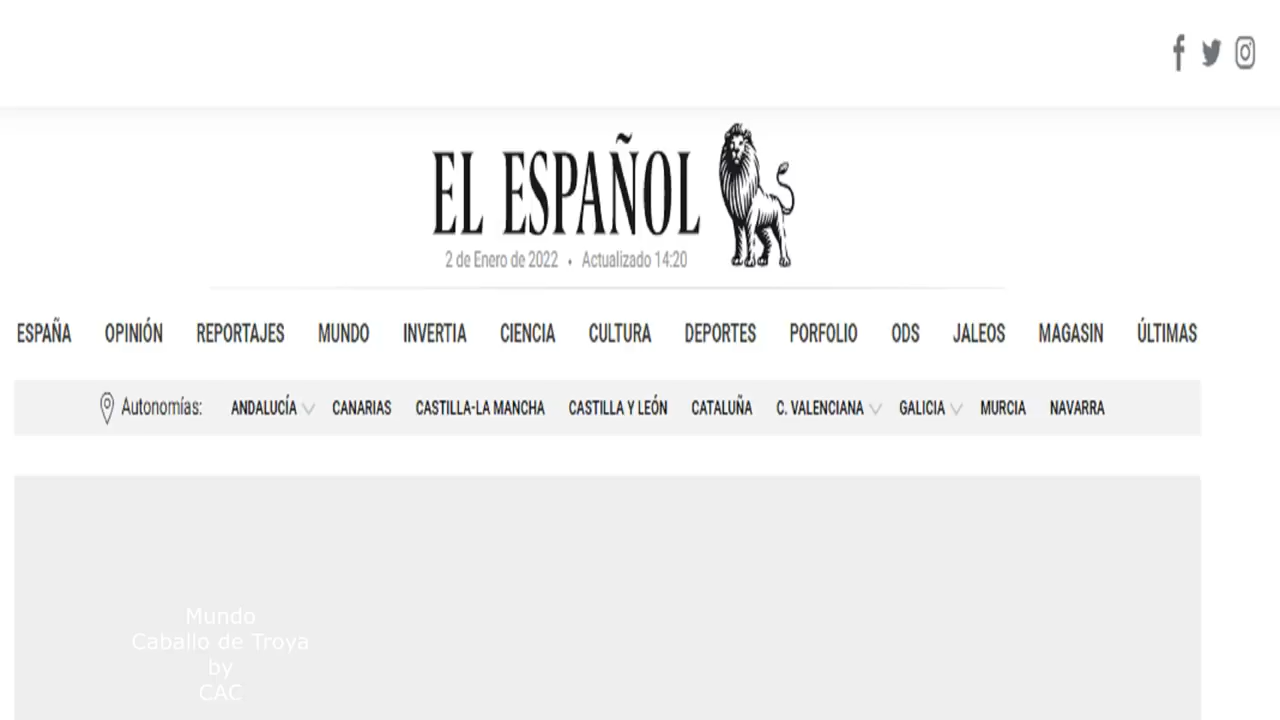 EL ESPAÑOL
2 de Enero de 2022 • Actualizado 14:20
ESPAÑA OPINIÓN REPORTAJES MUNDO INVERTIA CIENCIA CULTURA DEPORTES PORFOLIO ODS JALEOS MAGASIN ÚLTIMAS
Autonomías: ANDALUCÍA CANARIAS CASTILLA-LA MANCHA CASTILLA Y LEÓN CATALUÑA C. VALENCIANA GALICIA MURCIA NAVARRA
Mundo
Caballo de Troya
by
CAC